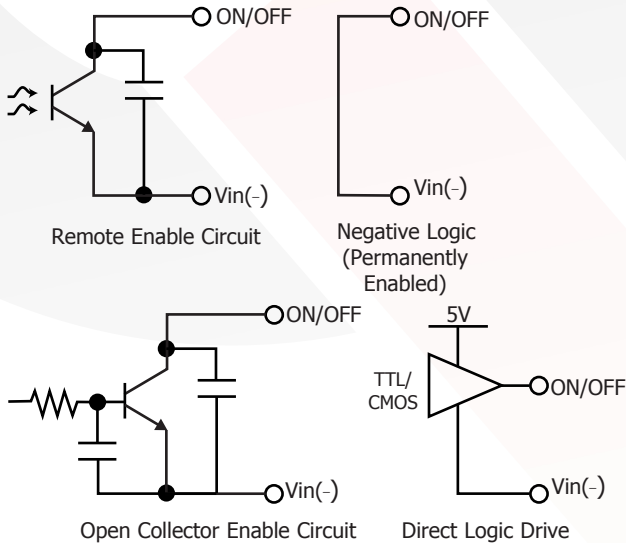 ON/OFF
Vin(-)
Remote Enable Circuit
ON/OFF
Vin(-)
Negative Logic
(Permanently
Enabled)
ON/OFF
Vin(-)
Open Collector Enable Circuit
5V
TTL/
CMOS
ON/OFF
Vin(-)
Direct Logic Drive